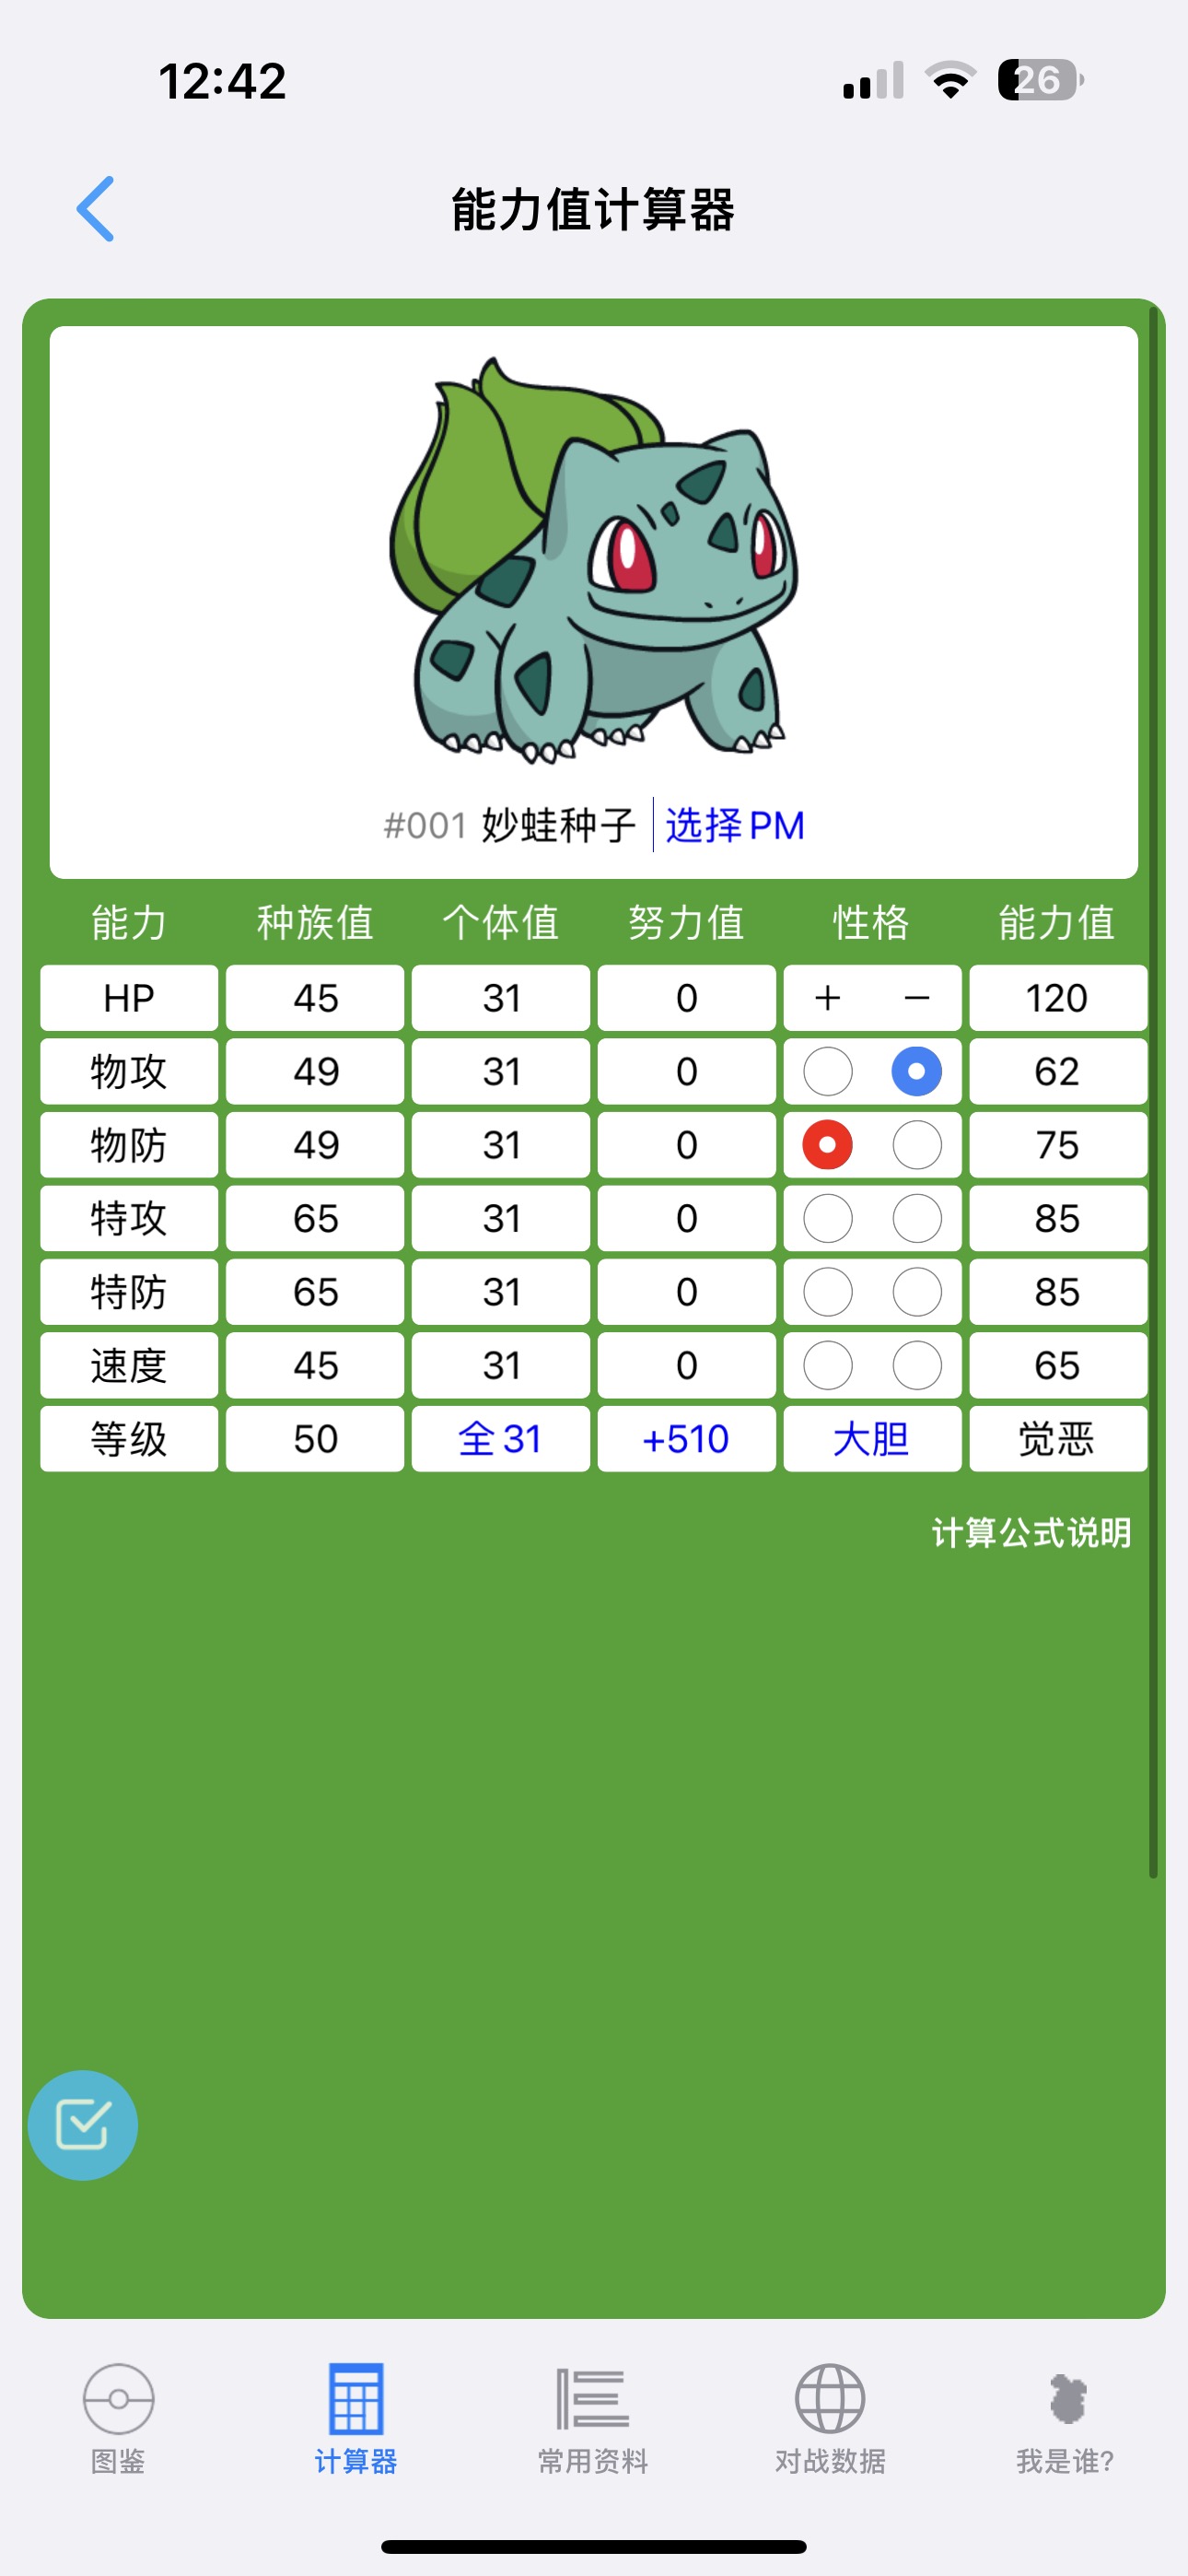 12:42
26
能力值计算器
#001 妙蛙种子 选择PM
能力 种族值 个体值 努力值 性格 能力值
HP 45 31 0 + − 120
物攻 49 31 0 62
物防 49 31 0 75
特攻 65 31 0 85
特防 65 31 0 85
速度 45 31 0 65
等级 50 全31 +510 大胆 觉恶
计算公式说明
图鉴 计算器 常用资料 对战数据 我是谁?